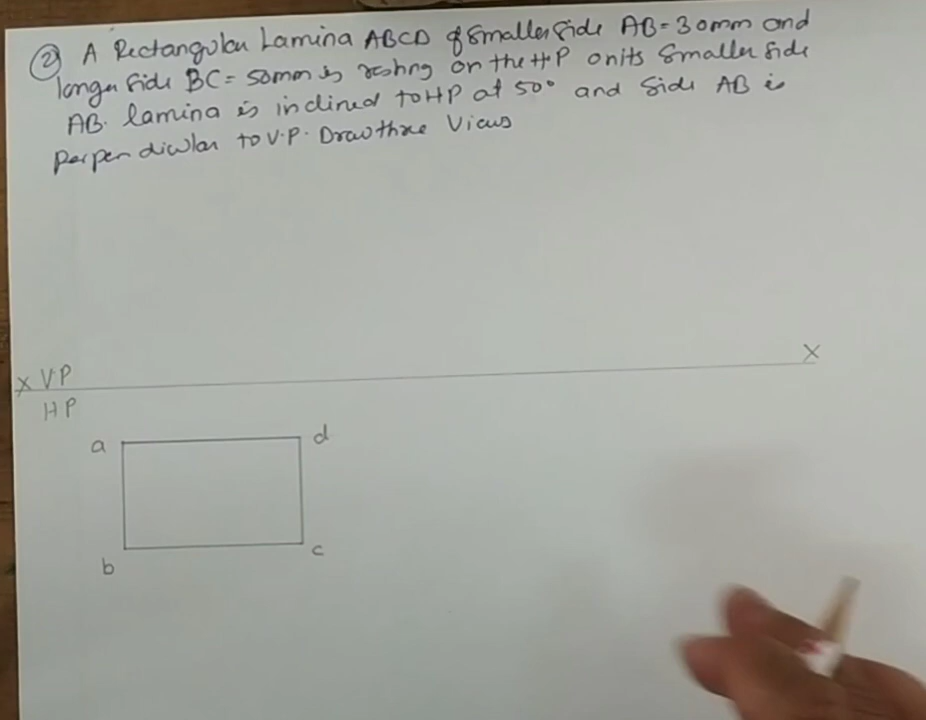 ② A Rectangular Lamina ABCD of Smaller Side AB = 30mm and
longer Side BC = 50mm is resting on the HP on its Smaller Side
AB. lamina is inclined to HP at 50° and Side AB is
perpendicular to V.P. Draw three Views
X
X VP
HP
a d
b c